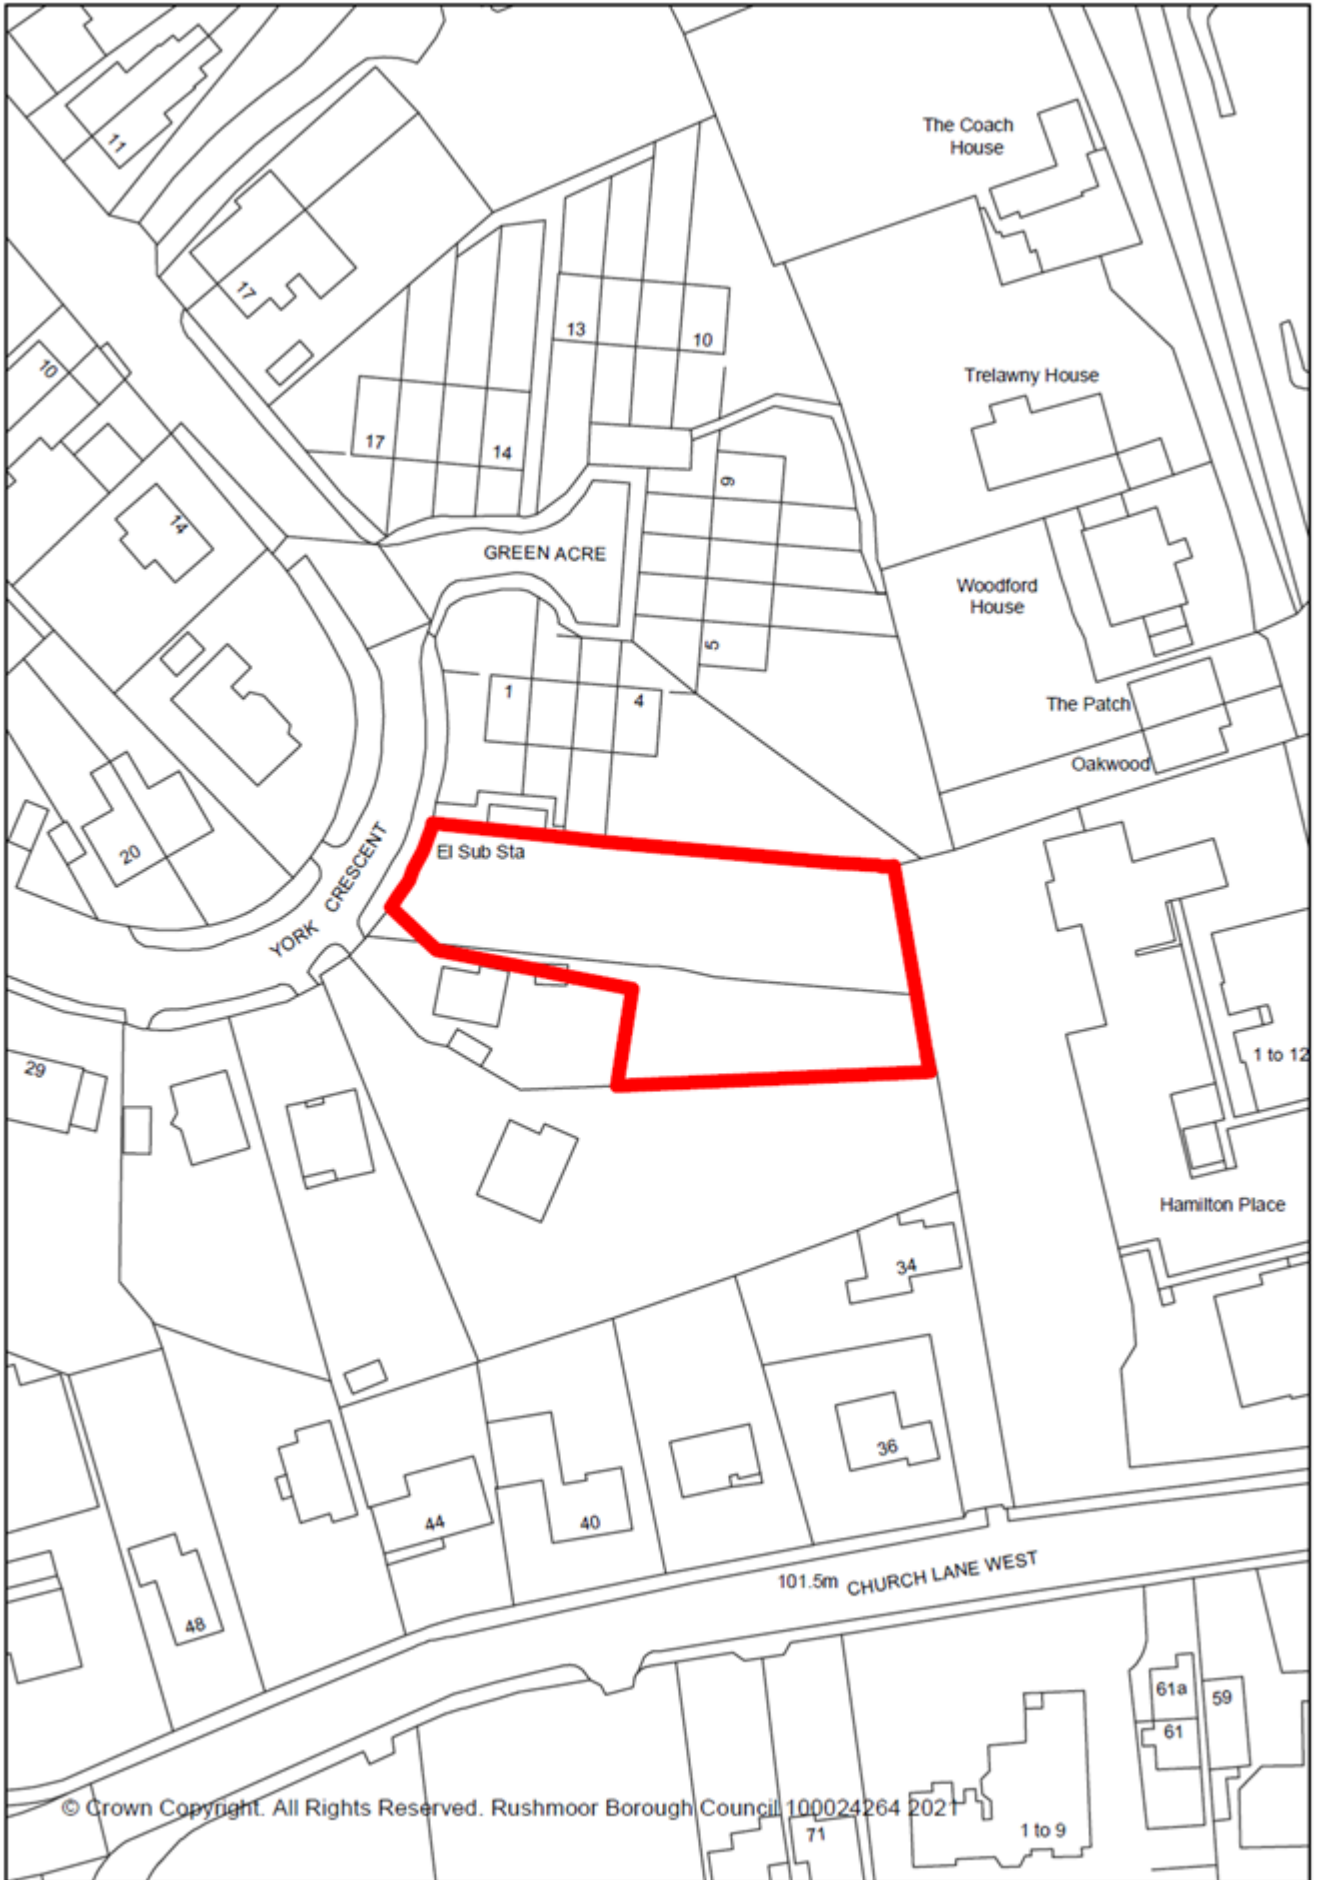 The Coach
House
11
17
13
10
10
Trelawny House
17
14
9
14
GREEN ACRE
Woodford
House
5
1
4
The Patch
Oakwood
El Sub Sta
20
YORK CRESCENT
29
1 to 12
Hamilton Place
34
36
44
40
101.5m
CHURCH LANE WEST
48
61a
59
61
© Crown Copyright. All Rights Reserved. Rushmoor Borough Council 100024264 2021
71
1 to 9